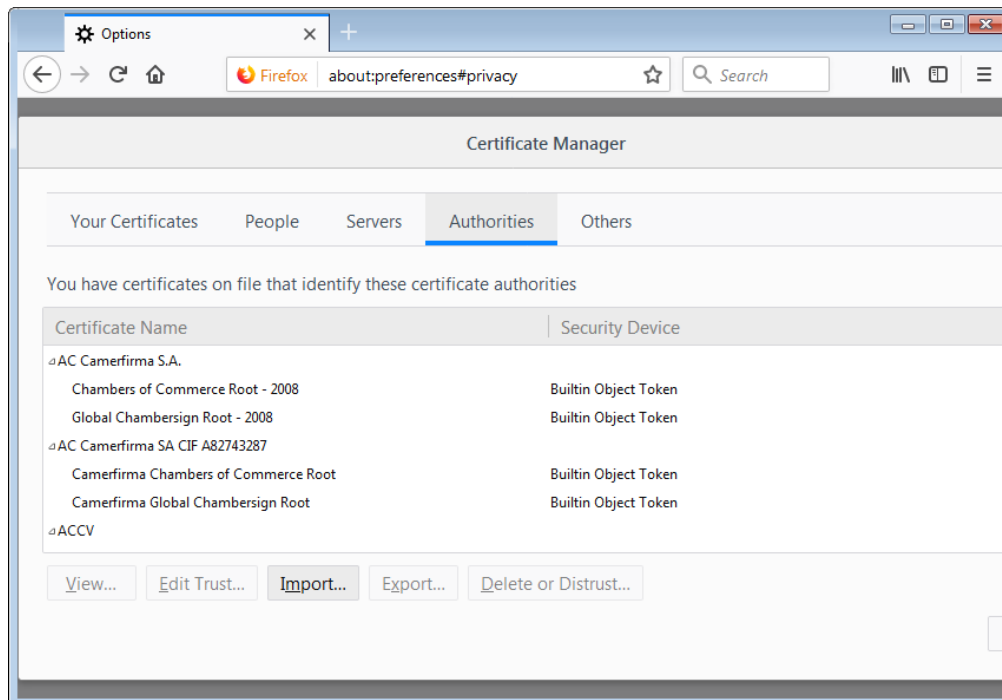 Options
Firefox about:preferences#privacy Search
Certificate Manager
Your Certificates People Servers Authorities Others
You have certificates on file that identify these certificate authorities
Certificate Name Security Device
AC Camerfirma S.A.
Chambers of Commerce Root - 2008 Builtin Object Token
Global Chambersign Root - 2008 Builtin Object Token
AC Camerfirma SA CIF A82743287
Camerfirma Chambers of Commerce Root Builtin Object Token
Camerfirma Global Chambersign Root Builtin Object Token
ACCV
View... Edit Trust... Import... Export... Delete or Distrust...